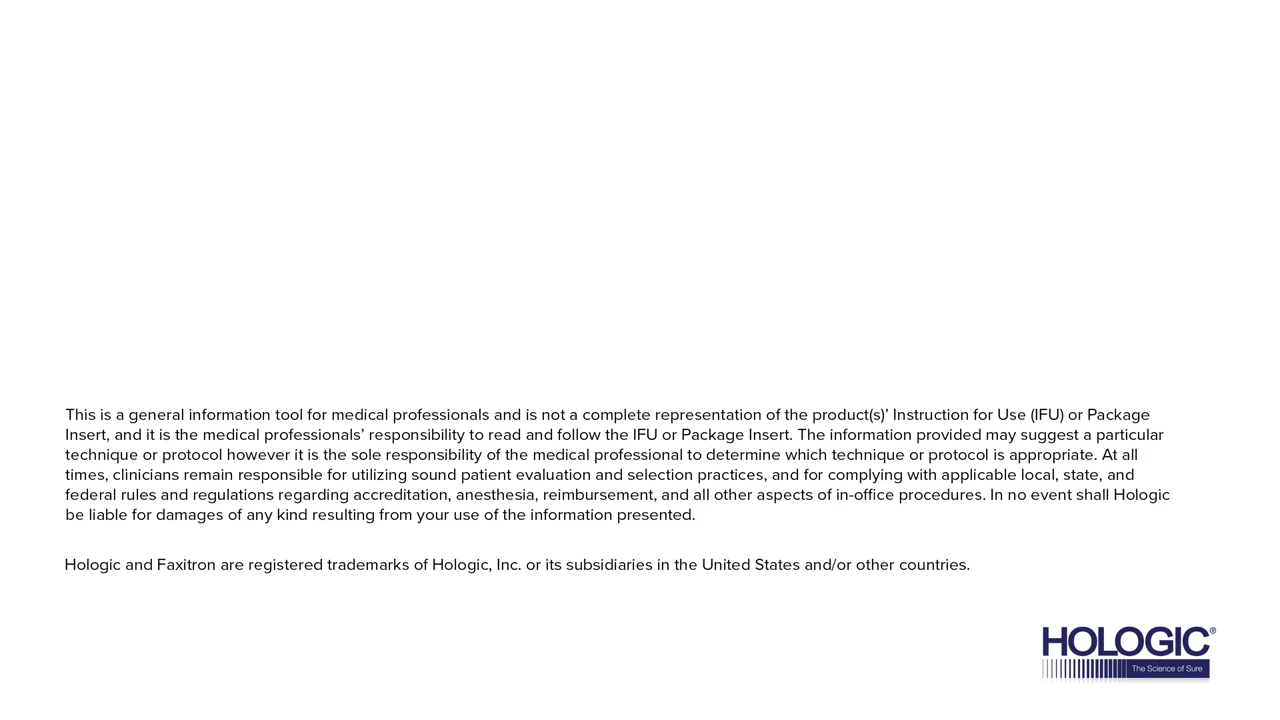 This is a general information tool for medical professionals and is not a complete representation of the product(s)’ Instruction for Use (IFU) or Package
Insert, and it is the medical professionals’ responsibility to read and follow the IFU or Package Insert. The information provided may suggest a particular
technique or protocol however it is the sole responsibility of the medical professional to determine which technique or protocol is appropriate. At all
times, clinicians remain responsible for utilizing sound patient evaluation and selection practices, and for complying with applicable local, state, and
federal rules and regulations regarding accreditation, anesthesia, reimbursement, and all other aspects of in-office procedures. In no event shall Hologic
be liable for damages of any kind resulting from your use of the information presented.
Hologic and Faxitron are registered trademarks of Hologic, Inc. or its subsidiaries in the United States and/or other countries.
HOLOGIC®
The Science of Sure